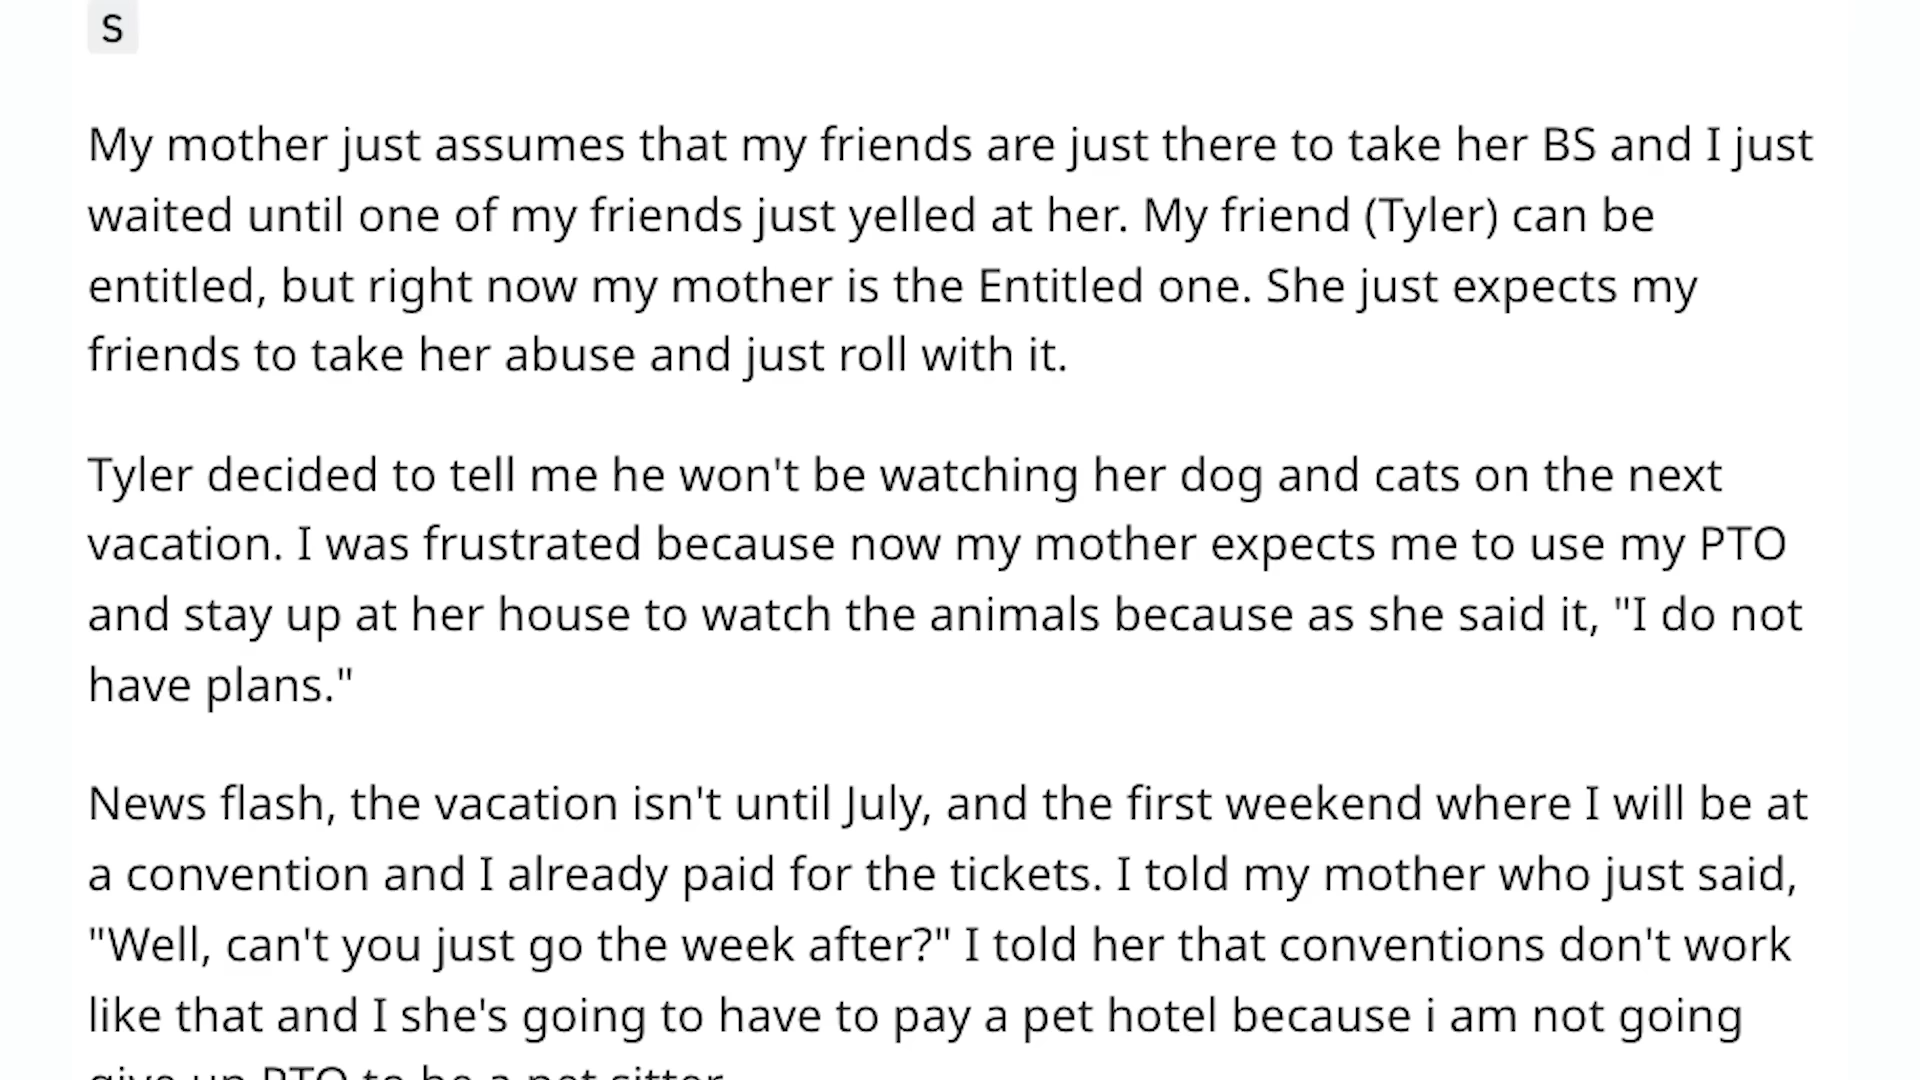 S
My mother just assumes that my friends are just there to take her BS and I just
waited until one of my friends just yelled at her. My friend (Tyler) can be
entitled, but right now my mother is the Entitled one. She just expects my
friends to take her abuse and just roll with it.
Tyler decided to tell me he won't be watching her dog and cats on the next
vacation. I was frustrated because now my mother expects me to use my PTO
and stay up at her house to watch the animals because as she said it, "I do not
have plans."
News flash, the vacation isn't until July, and the first weekend where I will be at
a convention and I already paid for the tickets. I told my mother who just said,
"Well, can't you just go the week after?" I told her that conventions don't work
like that and I she's going to have to pay a pet hotel because i am not going
give up PTO to be a pet sitter.